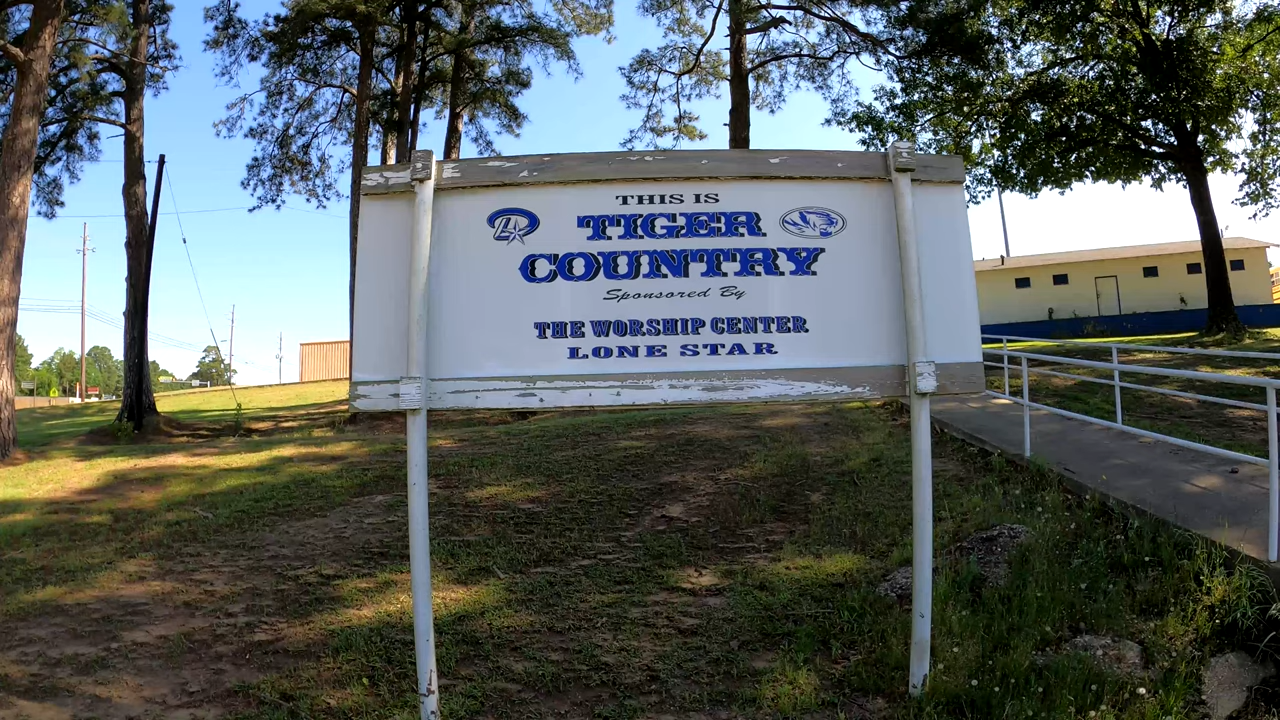 THIS IS
TIGER
COUNTRY
Sponsored By
THE WORSHIP CENTER
LONE STAR